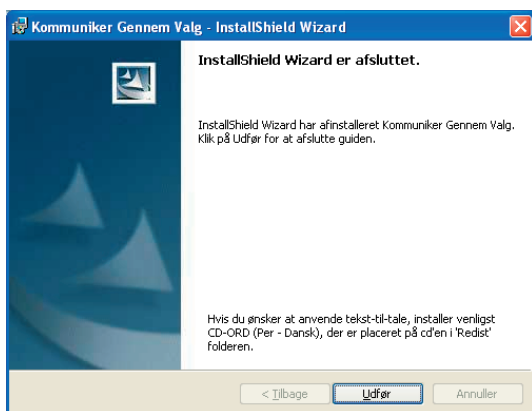 Kommuniker Gennem Valg - InstallShield Wizard
InstallShield Wizard er afsluttet.
InstallShield Wizard har afinstalleret Kommuniker Gennem Valg.
Klik på Udfør for at afslutte guiden.
Hvis du ønsker at anvende tekst-til-tale, installer venligst
CD-ORD (Per - Dansk), der er placeret på cd'en i 'Redist'
folderen.
< Tilbage
Udfør
Annuller